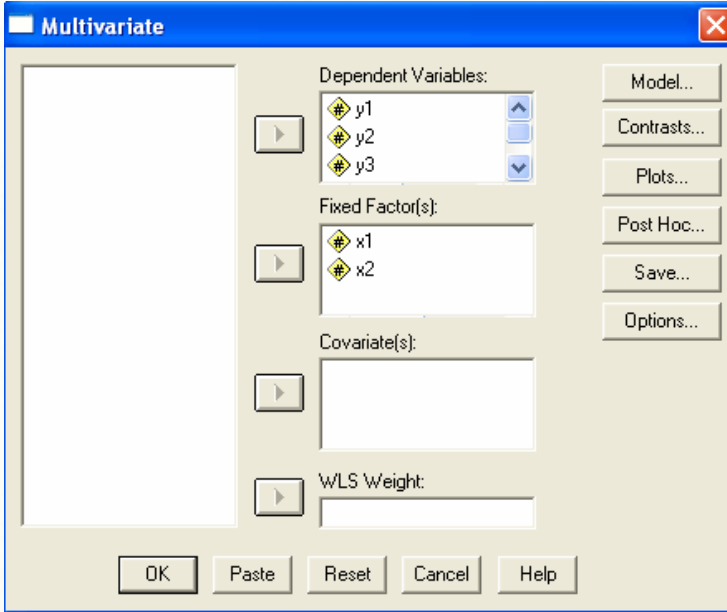 Multivariate
Dependent Variables:
# y1
# y2
# y3
Fixed Factor(s):
# x1
# x2
Covariate(s):
WLS Weight:
Model...
Contrasts...
Plots...
Post Hoc...
Save...
Options...
OK
Paste
Reset
Cancel
Help